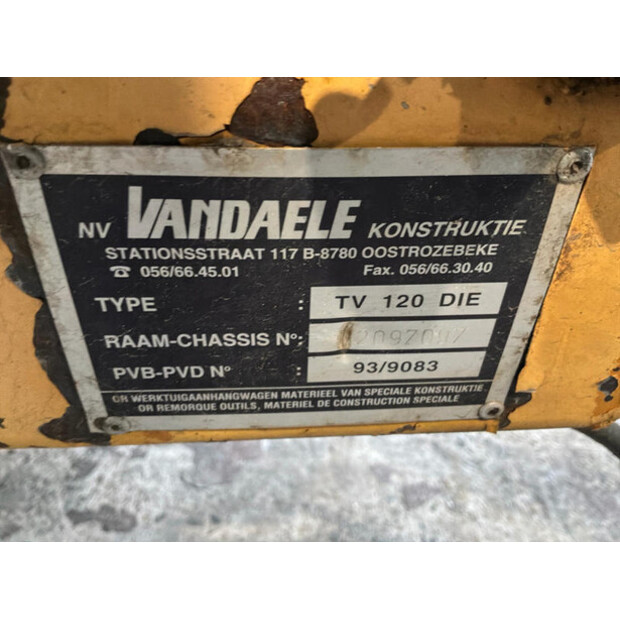 NV VANDAELE KONSTRUKTIE
STATIONSSTRAAT 117 B-8780 OOSTROZEBEKE
☎ 056/66.45.01 Fax. 056/66.30.40
TYPE : TV 120 DIE
RAAM-CHASSIS N°:
PVB-PVD N° : 93/9083
OR WERKTUIGAANHANGWAGEN MATERIEEL VAN SPECIALE KONSTRUKTIE
OR REMORQUE OUTILS, MATERIEL DE CONSTRUCTION SPECIALE